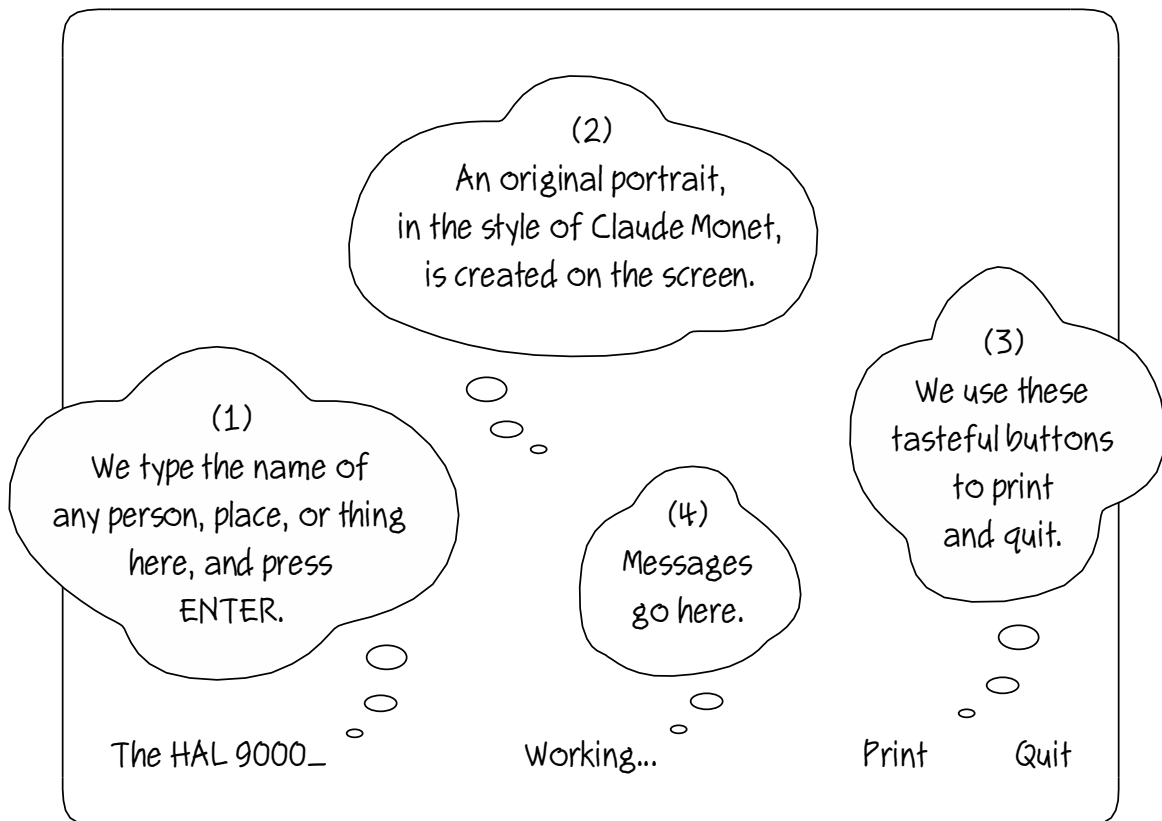 (2)
An original portrait,
in the style of Claude Monet,
is created on the screen.
(3)
We use these
tasteful buttons
to print
and quit.
(1)
We type the name of
any person, place, or thing
here, and press
ENTER.
(4)
Messages
go here.
The HAL 9000_
Working...
Print
Quit